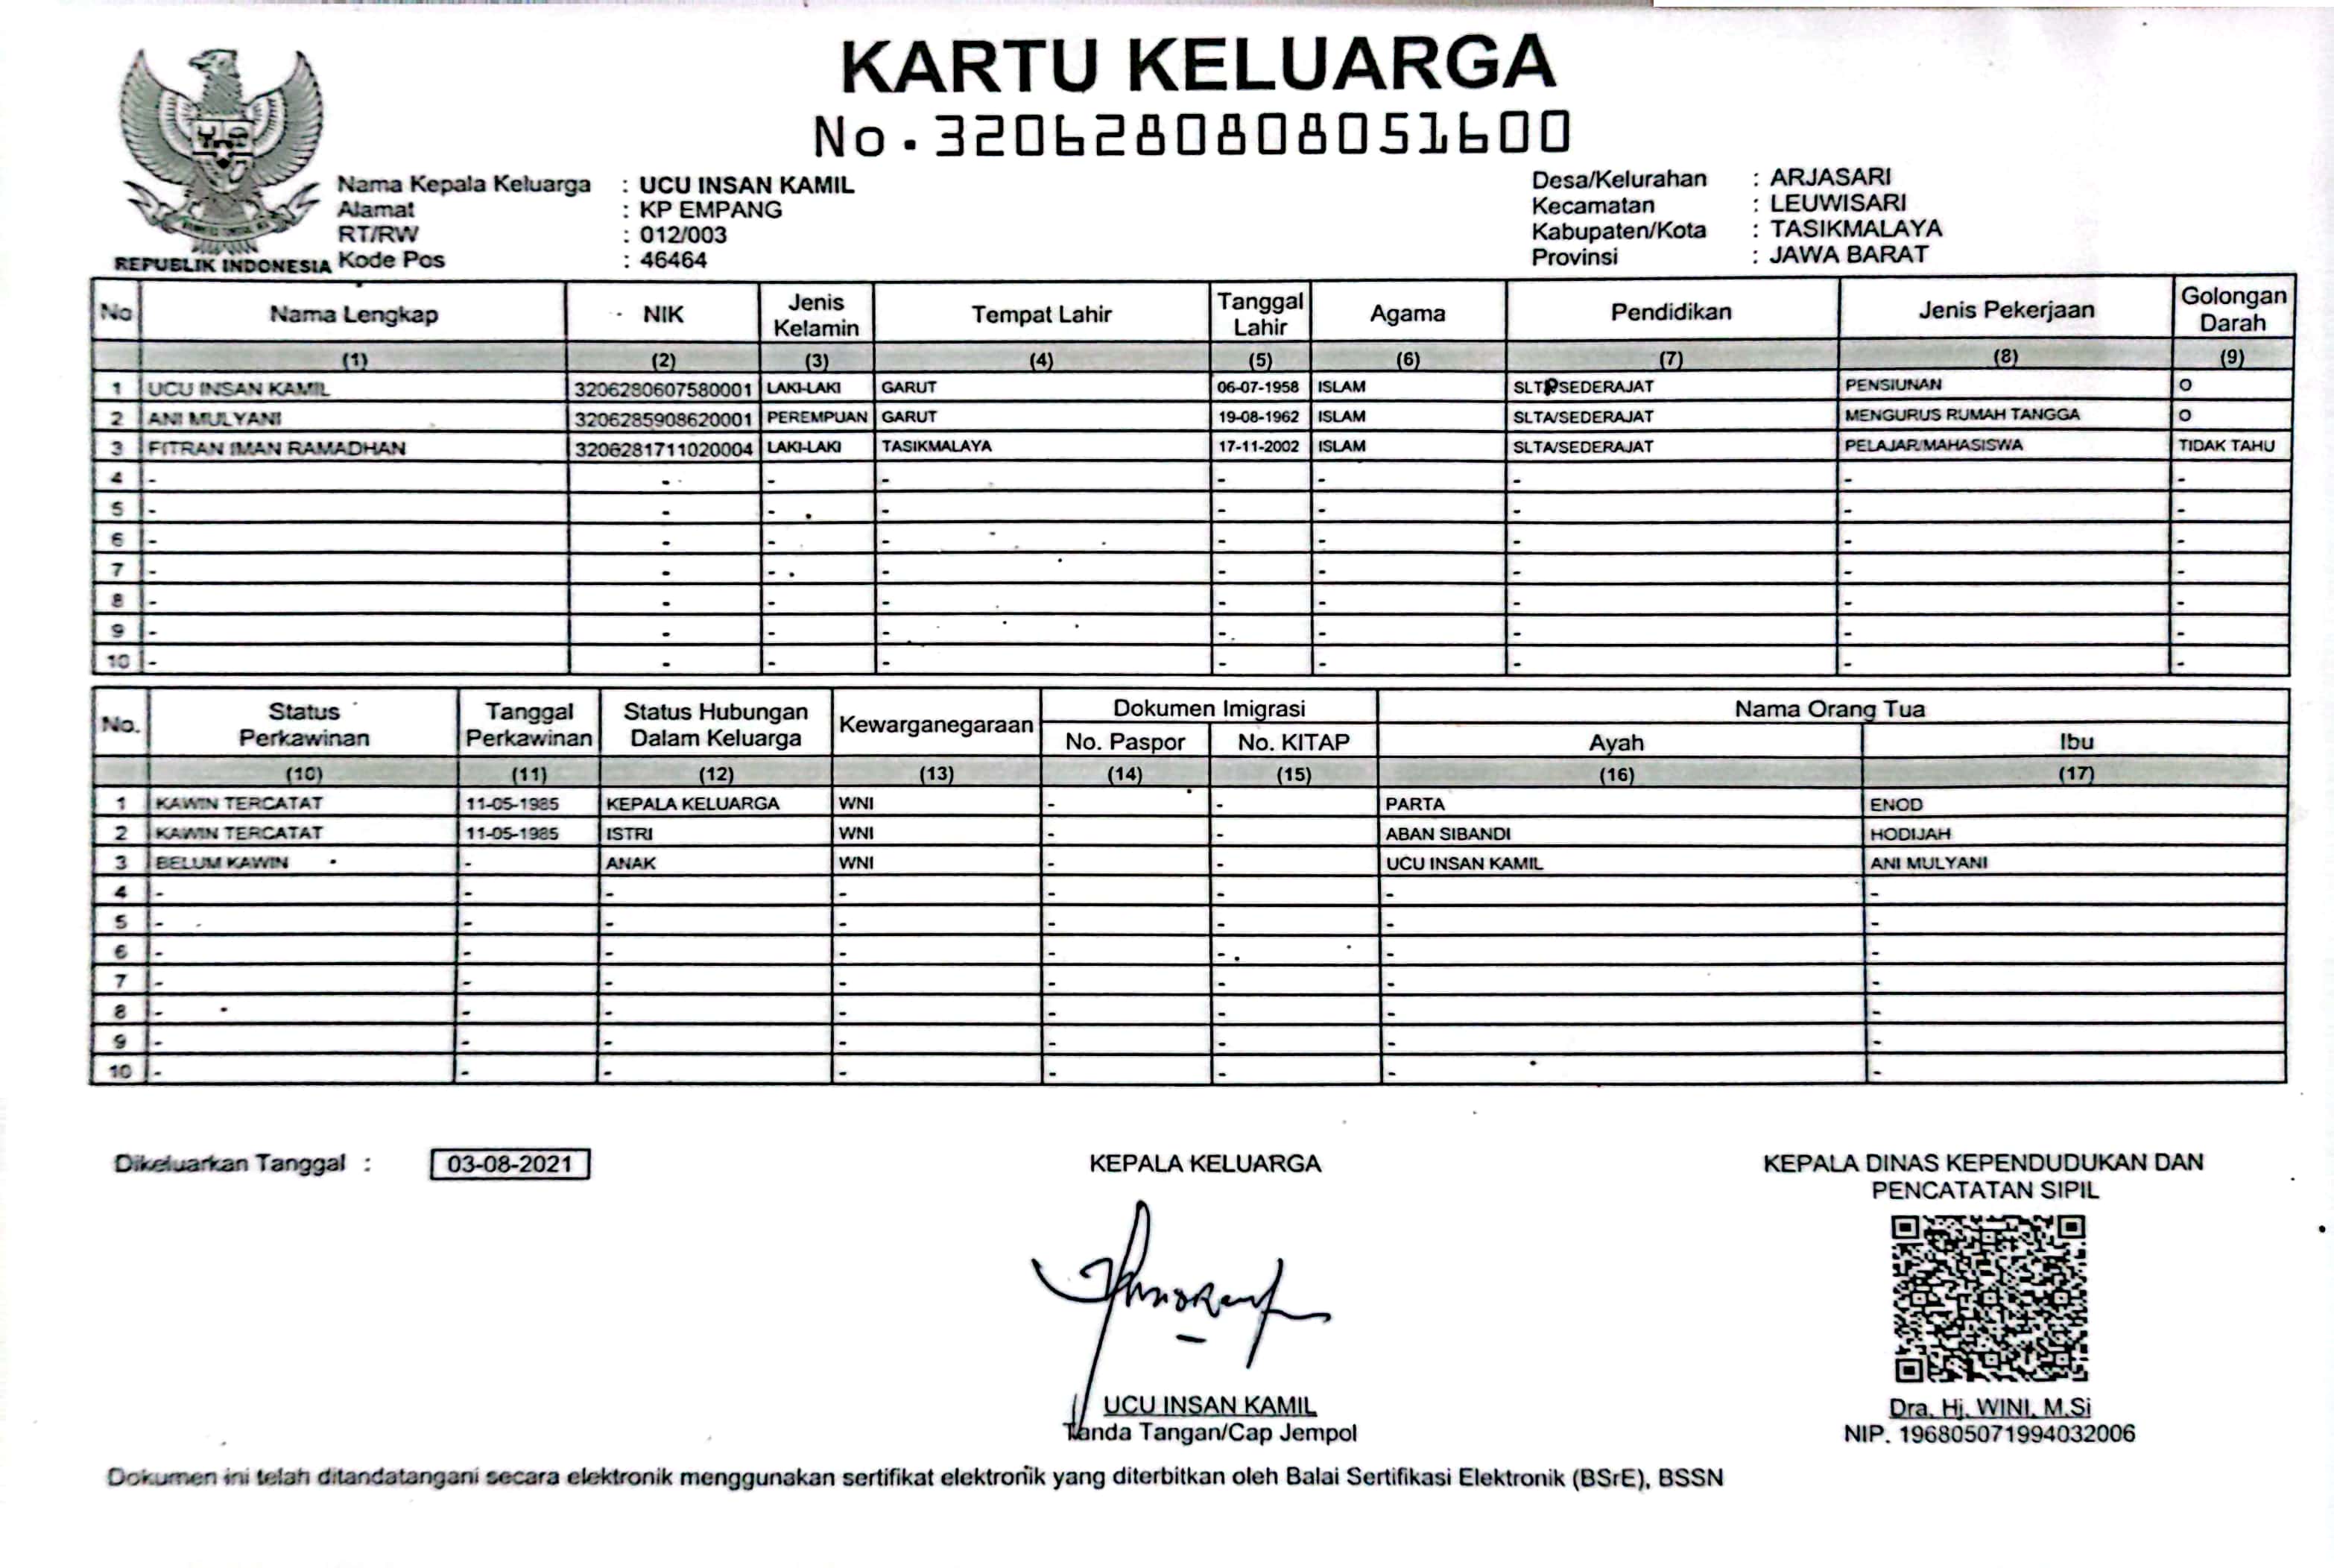 KARTU KELUARGA
No.3206280808051600
REPUBLIK INDONESIA
Nama Kepala Keluarga : UCU INSAN KAMIL
Alamat : KP EMPANG
RT/RW : 012/003
Kode Pos : 46464
Desa/Kelurahan : ARJASARI
Kecamatan : LEUWISARI
Kabupaten/Kota : TASIKMALAYA
Provinsi : JAWA BARAT
No Nama Lengkap NIK Jenis Kelamin Tempat Lahir Tanggal Lahir Agama Pendidikan Jenis Pekerjaan Golongan Darah
(1) (2) (3) (4) (5) (6) (7) (8) (9)
1 UCU INSAN KAMIL 3206280607580001 LAKI-LAKI GARUT 06-07-1958 ISLAM SEDERAJAT PENSIUNAN O
2 ANI MULYANI 3206285908620001 PEREMPUAN GARUT 19-08-1962 ISLAM SLTA/SEDERAJAT MENGURUS RUMAH TANGGA O
3 FITRAN IMAN RAMADHAN 3206281711020004 LAKI-LAKI TASIKMALAYA 17-11-2002 ISLAM SLTA/SEDERAJAT PELAJAR/MAHASISWA TIDAK TAHU
4 - - - - - - - - -
5 - - - - - - - - -
6 - - - - - - - - -
7 - - - - - - - - -
8 - - - - - - - - -
9 - - - - - - - - -
10 - - - - - - - - -
No. Status Perkawinan Tanggal Perkawinan Status Hubungan Dalam Keluarga Kewarganegaraan Dokumen Imigrasi Nama Orang Tua
No. Paspor No. KITAP Ayah Ibu
(10) (11) (12) (13) (14) (15) (16) (17)
1 KAWIN TERCATAT 11-05-1985 KEPALA KELUARGA WNI - - PARTA ENOD
2 KAWIN TERCATAT 11-05-1985 ISTRI WNI - - ABAN SIBANDI HODIJAH
3 BELUM KAWIN - ANAK WNI - - UCU INSAN KAMIL ANI MULYANI
4 - - - - - - - -
5 - - - - - - - -
6 - - - - - - - -
7 - - - - - - - -
8 - - - - - - - -
9 - - - - - - - -
10 - - - - - - - -
Dikeluarkan Tanggal : 03-08-2021
KEPALA KELUARGA
UCU INSAN KAMIL
Tanda Tangan/Cap Jempol
KEPALA DINAS KEPENDUDUKAN DAN
PENCATATAN SIPIL
Dra. Hj. WINI, M.Si
NIP. 196805071994032006
Dokumen ini telah ditandatangani secara elektronik menggunakan sertifikat elektronik yang diterbitkan oleh Balai Sertifikasi Elektronik (BSrE), BSSN